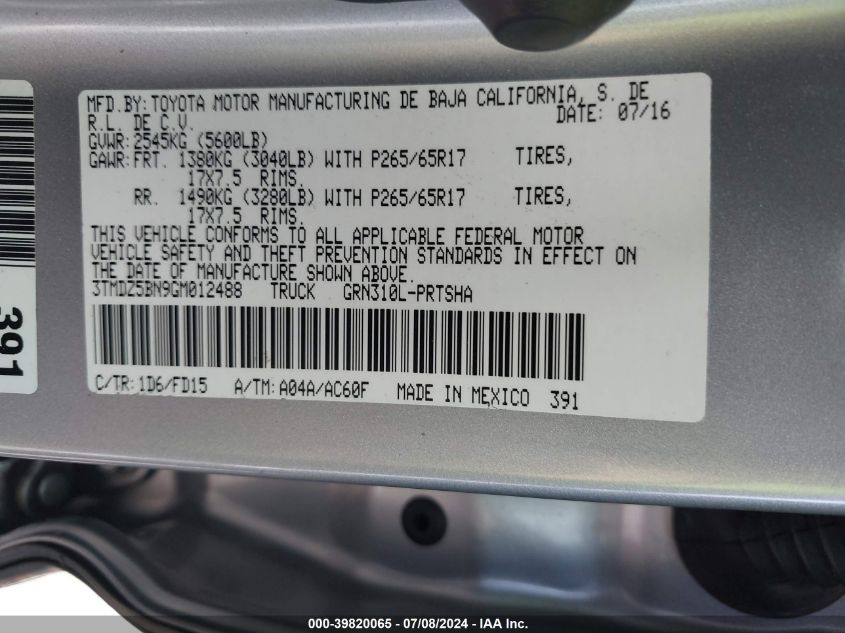 MFD.BY:TOYOTA MOTOR MANUFACTURING DE BAJA CALIFORNIA, S. DE
R.L. DE C.V. DATE: 07/16
GVWR:2545KG (5600LB)
GAWR:FRT. 1380KG (3040LB) WITH P265/65R17 TIRES,
17X7.5 RIMS.
RR. 1490KG (3280LB) WITH P265/65R17 TIRES,
17X7.5 RIMS.
THIS VEHICLE CONFORMS TO ALL APPLICABLE FEDERAL MOTOR
VEHICLE SAFETY AND THEFT PREVENTION STANDARDS IN EFFECT ON
THE DATE OF MANUFACTURE SHOWN ABOVE.
3TMDZ5BN9GM012488 TRUCK GRN310L-PRTSHA
C/TR:1D6/FD15 A/TM:A04A/AC60F MADE IN MEXICO 391
391
000-39820065 - 07/08/2024 - IAA Inc.